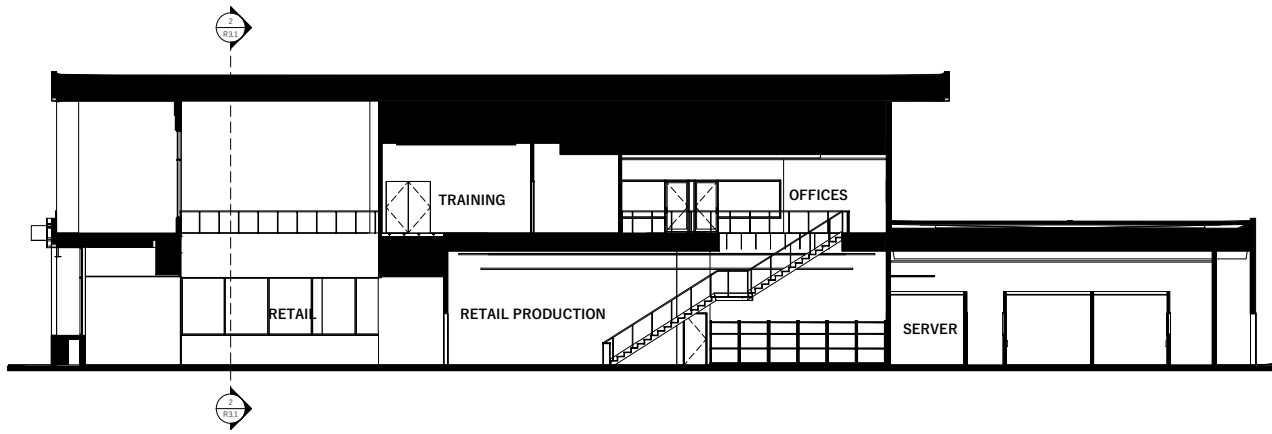 2
R3.1
TRAINING
OFFICES
RETAIL
RETAIL PRODUCTION
SERVER
2
R3.1